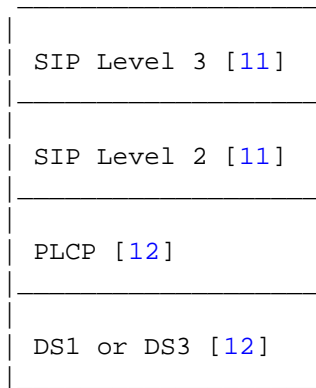 SIP Level 3 [11]
SIP Level 2 [11]
PLCP [12]
DS1 or DS3 [12]